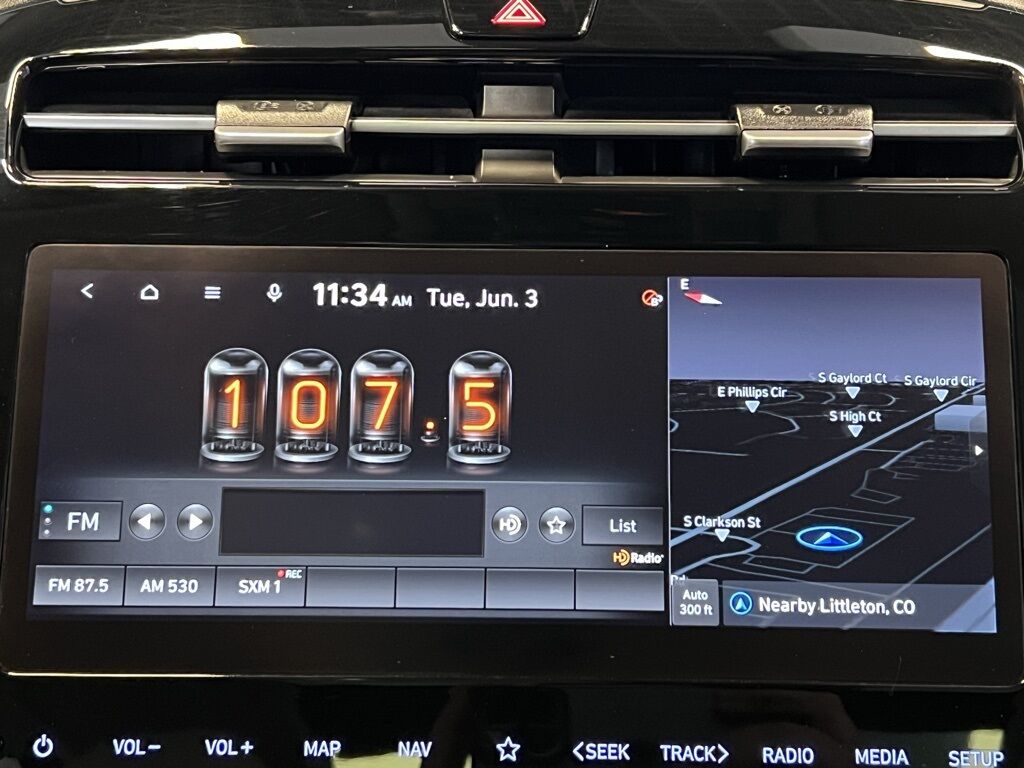 11:34 AM Tue, Jun. 3
E
107.5
S Gaylord Ct
S Gaylord Cir
E Phillips Cir
S High Ct
S Clarkson St
FM
HD
List
HD Radio
FM 87.5
AM 530
SXM 1
REC
Auto
300 ft
Nearby Littleton, CO
VOL−
VOL+
MAP
NAV
<SEEK
TRACK>
RADIO
MEDIA
SETUP